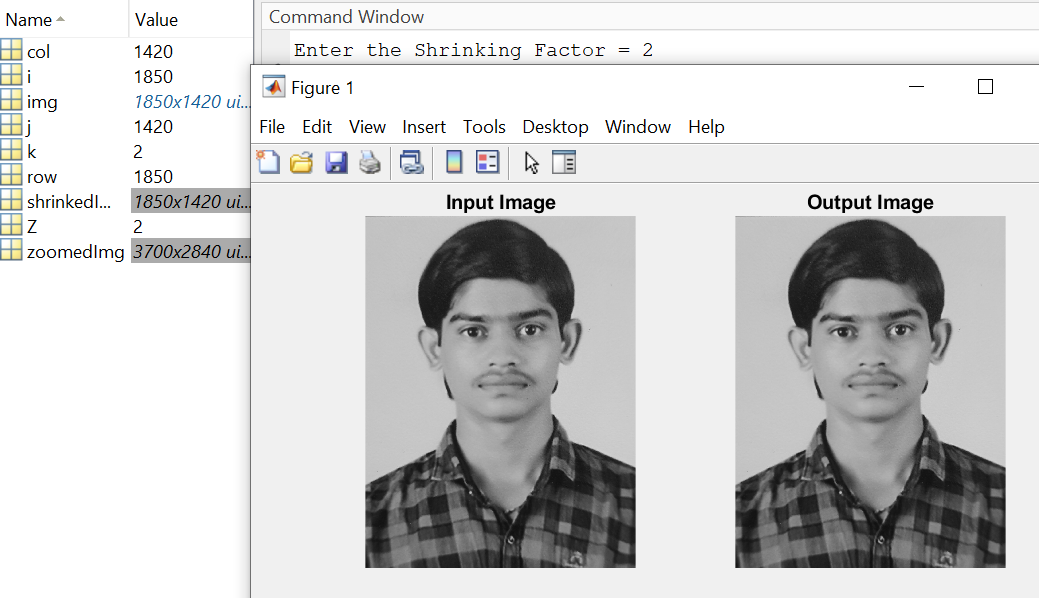 Name Value
col 1420
i 1850
img 1850x1420 ui...
j 1420
k 2
row 1850
shrinkedI... 1850x1420 ui...
Z 2
zoomedImg 3700x2840 ui...
Command Window
Enter the Shrinking Factor = 2
Figure 1
File Edit View Insert Tools Desktop Window Help
Input Image
Output Image